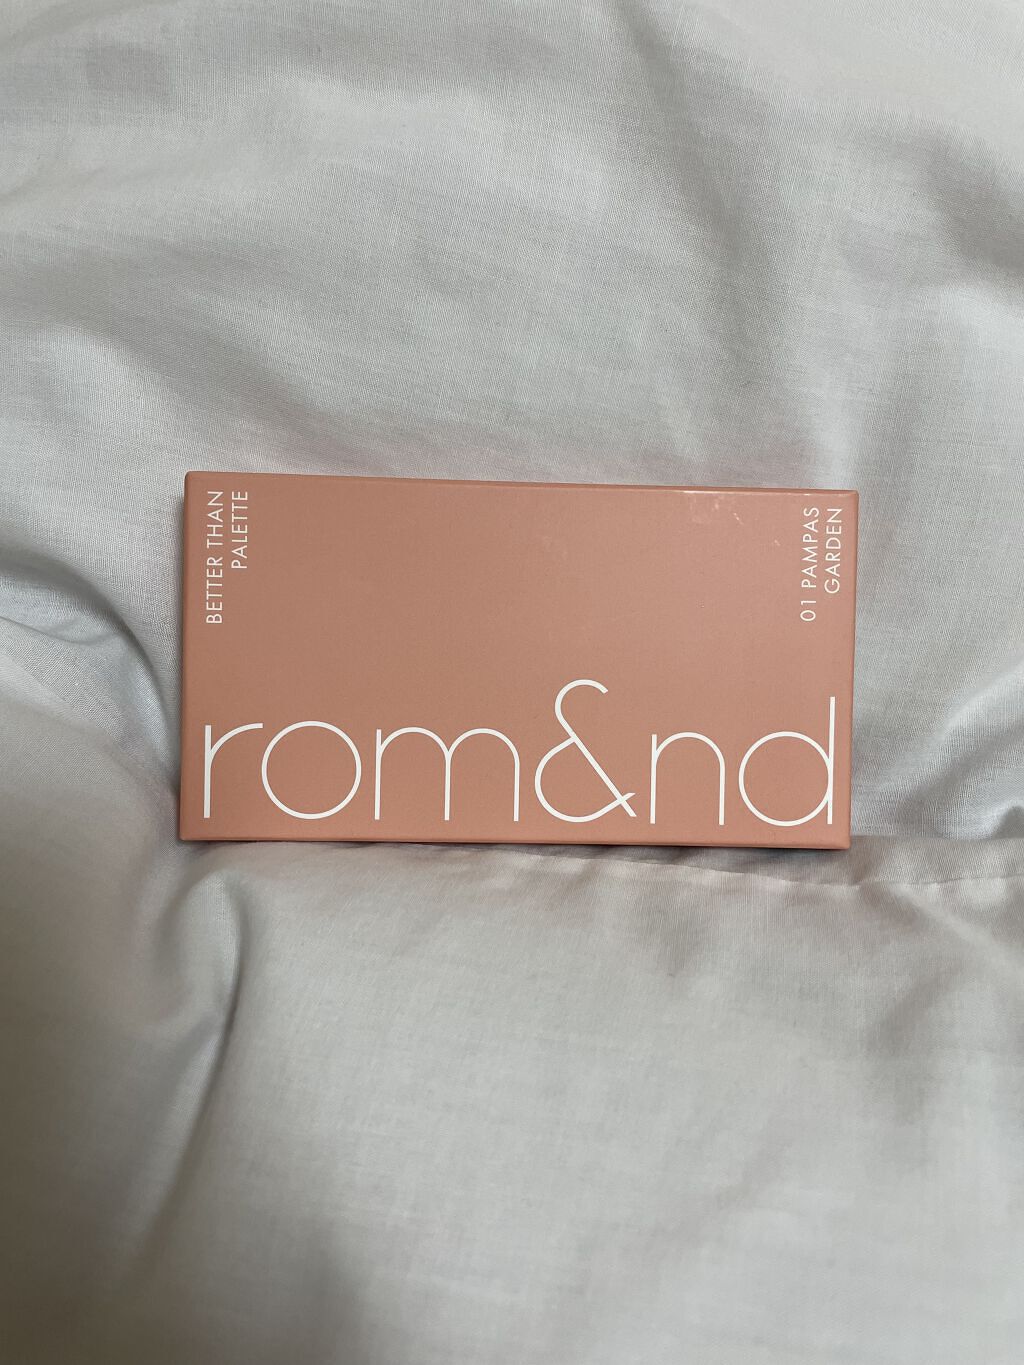 BETTER THAN
PALETTE
01 PAMPAS
GARDEN
rom&nd